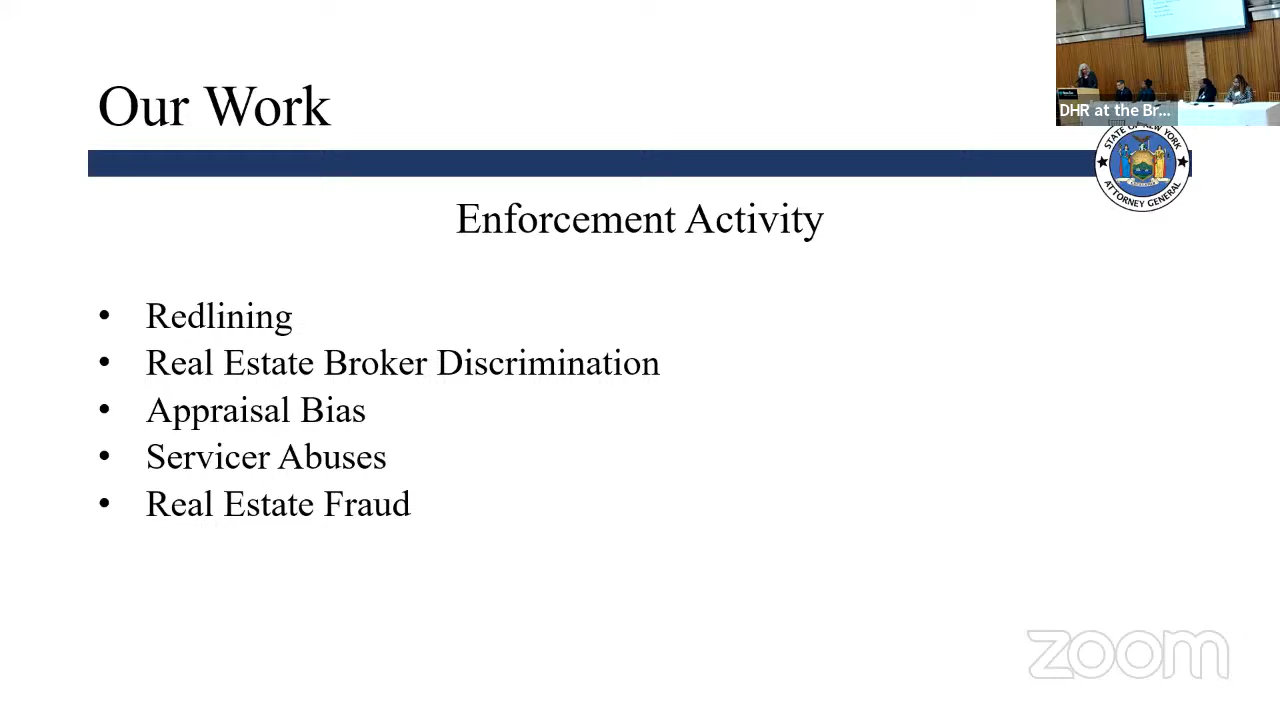 Our Work
DHR at the Br...
STATE OF NEW YORK
ATTORNEY GENERAL
Enforcement Activity
• Redlining
• Real Estate Broker Discrimination
• Appraisal Bias
• Servicer Abuses
• Real Estate Fraud
zoom